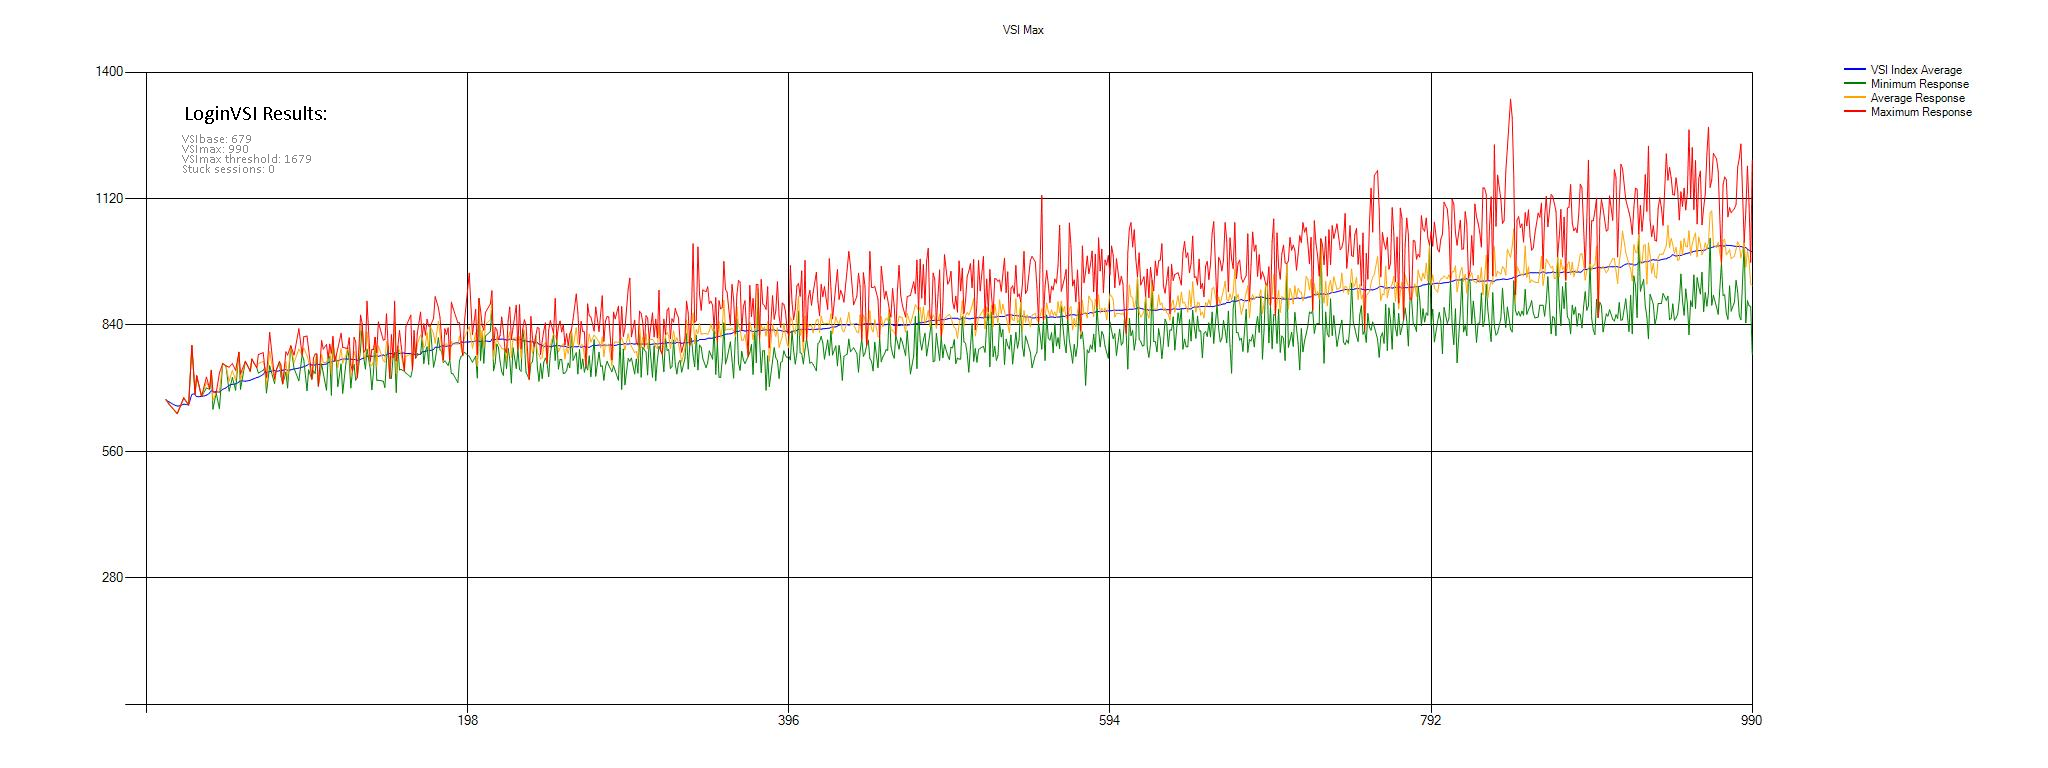 VSI Max
1400
1120
840
560
280
LoginVSI Results:
VSIbase: 679
VSImax: 990
VSImax threshold: 1679
Stuck sessions: 0
VSI Index Average
Minimum Response
Average Response
Maximum Response
198
396
594
792
990